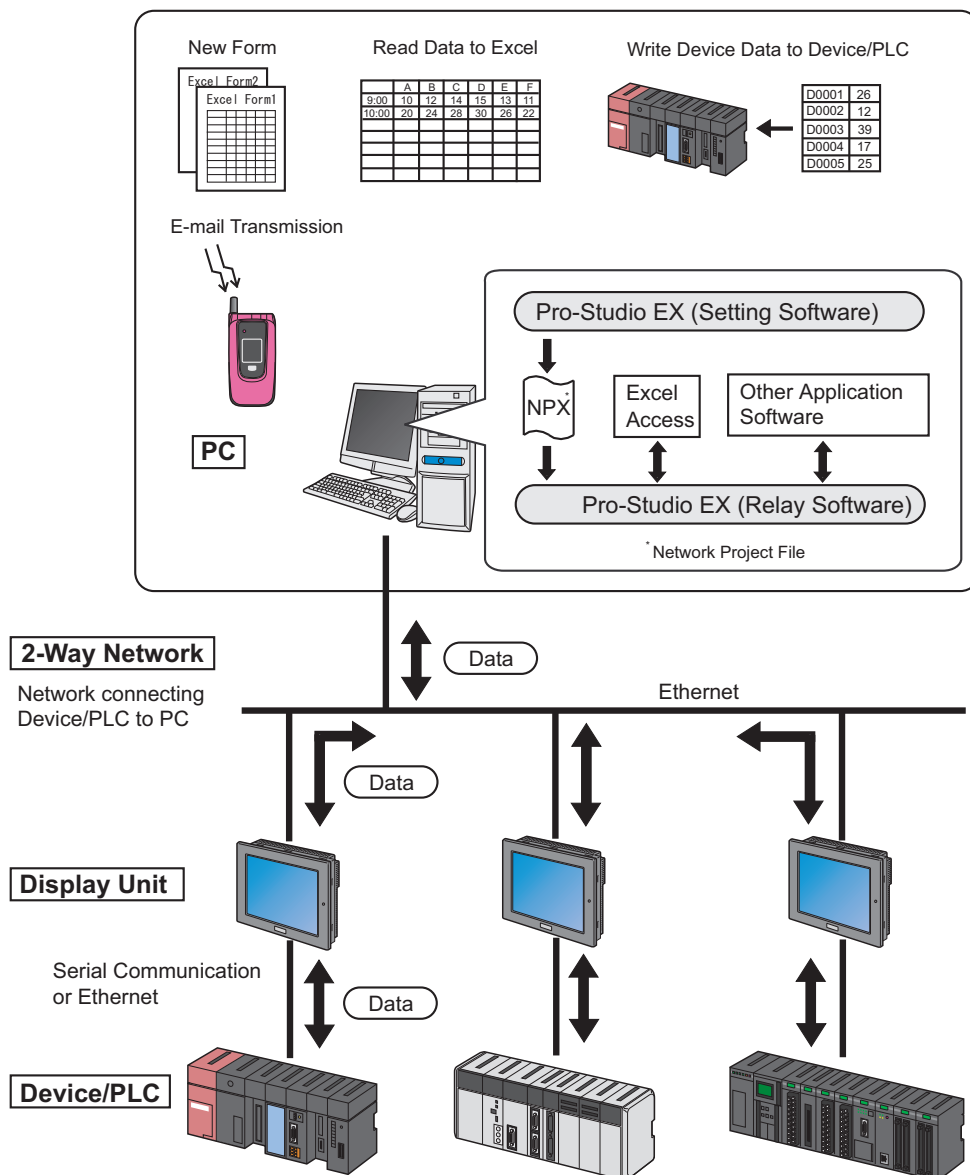 New Form
Read Data to Excel
Write Device Data to Device/PLC
Excel Form2
Excel Form1
A B C D E F
9:00 10 12 14 15 13 11
10:00 20 24 28 30 26 22
D0001 26
D0002 12
D0003 39
D0004 17
D0005 25
E-mail Transmission
PC
Pro-Studio EX (Setting Software)
NPX*
Excel
Access
Other Application
Software
Pro-Studio EX (Relay Software)
*Network Project File
2-Way Network
Data
Network connecting
Device/PLC to PC
Ethernet
Data
Display Unit
Serial Communication
or Ethernet
Data
Device/PLC